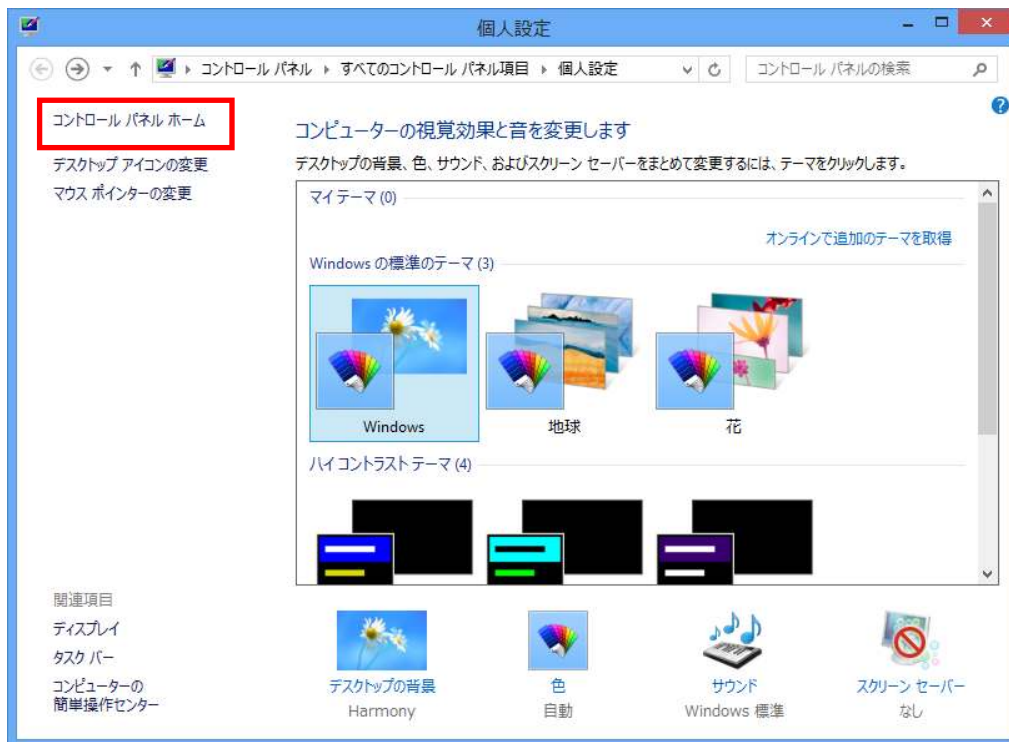 個人設定
コントロール パネル ▸ すべてのコントロール パネル項目 ▸ 個人設定
コントロール パネルの検索
コントロール パネル ホーム
デスクトップ アイコンの変更
マウス ポインターの変更
コンピューターの視覚効果と音を変更します
デスクトップの背景、色、サウンド、およびスクリーン セーバーをまとめて変更するには、テーマをクリックします。
マイ テーマ (0)
オンラインで追加のテーマを取得
Windows の標準のテーマ (3)
Windows
地球
花
ハイ コントラスト テーマ (4)
関連項目
ディスプレイ
タスク バー
コンピューターの
簡単操作センター
デスクトップの背景
Harmony
色
自動
サウンド
Windows 標準
スクリーン セーバー
なし